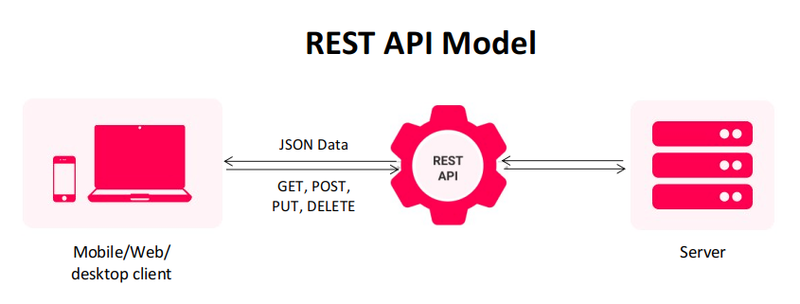 REST API Model
JSON Data
GET, POST,
PUT, DELETE
REST
API
Mobile/Web/
desktop client
Server